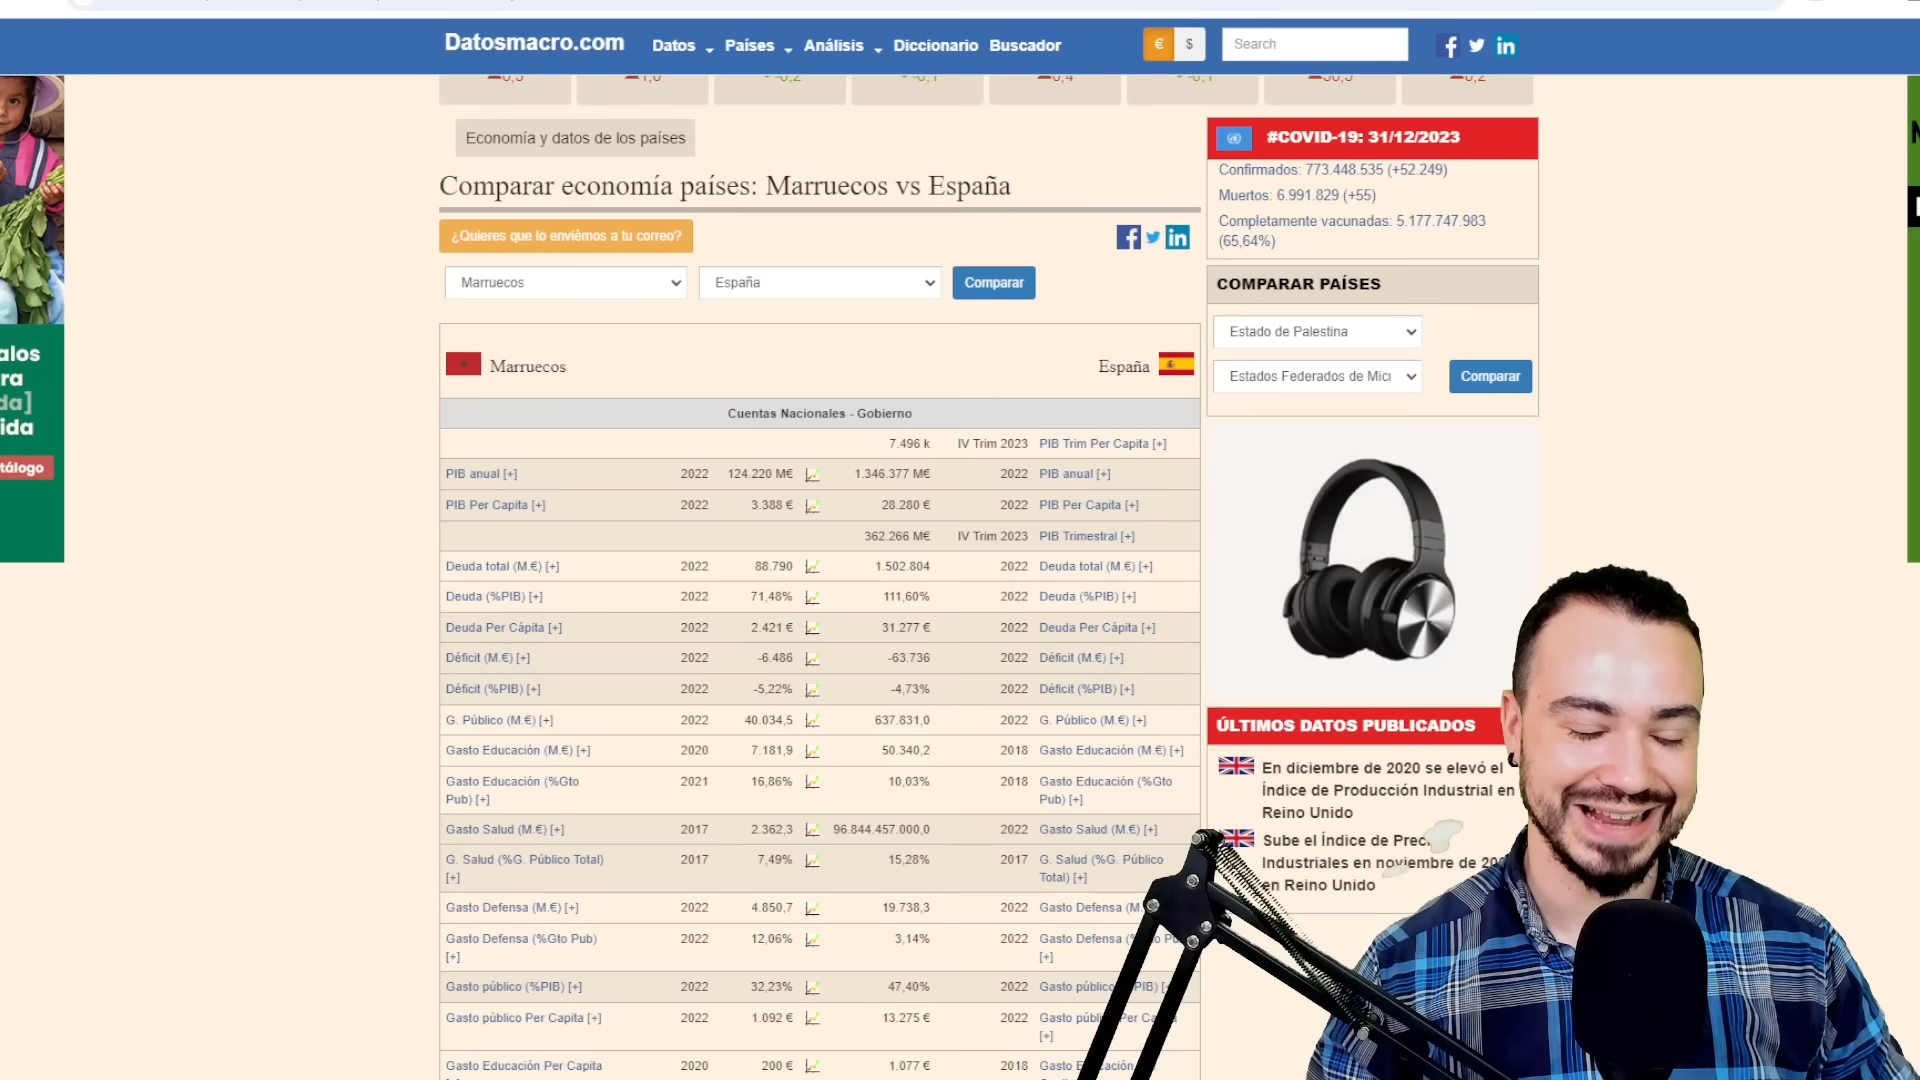 Datosmacro.com Datos Países Análisis Diccionario Buscador € $ Search
Economía y datos de los países
Comparar economía países: Marruecos vs España
¿Quieres que lo enviémos a tu correo?
Marruecos España Comparar
Marruecos España
Cuentas Nacionales - Gobierno
7.496 k IV Trim 2023 PIB Trim Per Capita [+]
PIB anual [+] 2022 124.220 M€ 1.346.377 M€ 2022 PIB anual [+]
PIB Per Capita [+] 2022 3.388 € 28.280 € 2022 PIB Per Capita [+]
362.266 M€ IV Trim 2023 PIB Trimestral [+]
Deuda total (M.€) [+] 2022 88.790 1.502.804 2022 Deuda total (M.€) [+]
Deuda (%PIB) [+] 2022 71,48% 111,60% 2022 Deuda (%PIB) [+]
Deuda Per Cápita [+] 2022 2.421 € 31.277 € 2022 Deuda Per Cápita [+]
Déficit (M.€) [+] 2022 -6.486 -63.736 2022 Déficit (M.€) [+]
Déficit (%PIB) [+] 2022 -5,22% -4,73% 2022 Déficit (%PIB) [+]
G. Público (M.€) [+] 2022 40.034,5 637.831,0 2022 G. Público (M.€) [+]
Gasto Educación (M.€) [+] 2020 7.181,9 50.340,2 2018 Gasto Educación (M.€) [+]
Gasto Educación (%Gto 2021 16,86% 10,03% 2018 Gasto Educación (%Gto
Pub) [+] Pub) [+]
Gasto Salud (M.€) [+] 2017 2.362,3 96.844.457.000,0 2022 Gasto Salud (M.€) [+]
G. Salud (%G. Público Total) 2017 7,49% 15,28% 2017 G. Salud (%G. Público
[+] Total) [+]
Gasto Defensa (M.€) [+] 2022 4.850,7 19.738,3 2022 Gasto Defensa (M.
Gasto Defensa (%Gto Pub) 2022 12,06% 3,14% 2022 Gasto Defensa
[+] [+]
Gasto público (%PIB) [+] 2022 32,23% 47,40% 2022 Gasto público PIB)
Gasto público Per Capita [+] 2022 1.092 € 13.275 € 2022 Gasto Per
[+]
Gasto Educación Per Capita 2020 200 € 1.077 € 2018 Gasto
#COVID-19: 31/12/2023
Confirmados: 773.448.535 (+52.249)
Muertos: 6.991.829 (+55)
Completamente vacunadas: 5.177.747.983
(65,64%)
COMPARAR PAÍSES
Estado de Palestina
Estados Federados de Mici Comparar
ÚLTIMOS DATOS PUBLICADOS
En diciembre de 2020 se elevó el
Índice de Producción Industrial en
Reino Unido
Sube el Índice de Prec
Industriales en noviembre de 20
en Reino Unido
alos
ra
da]
ida
tálogo